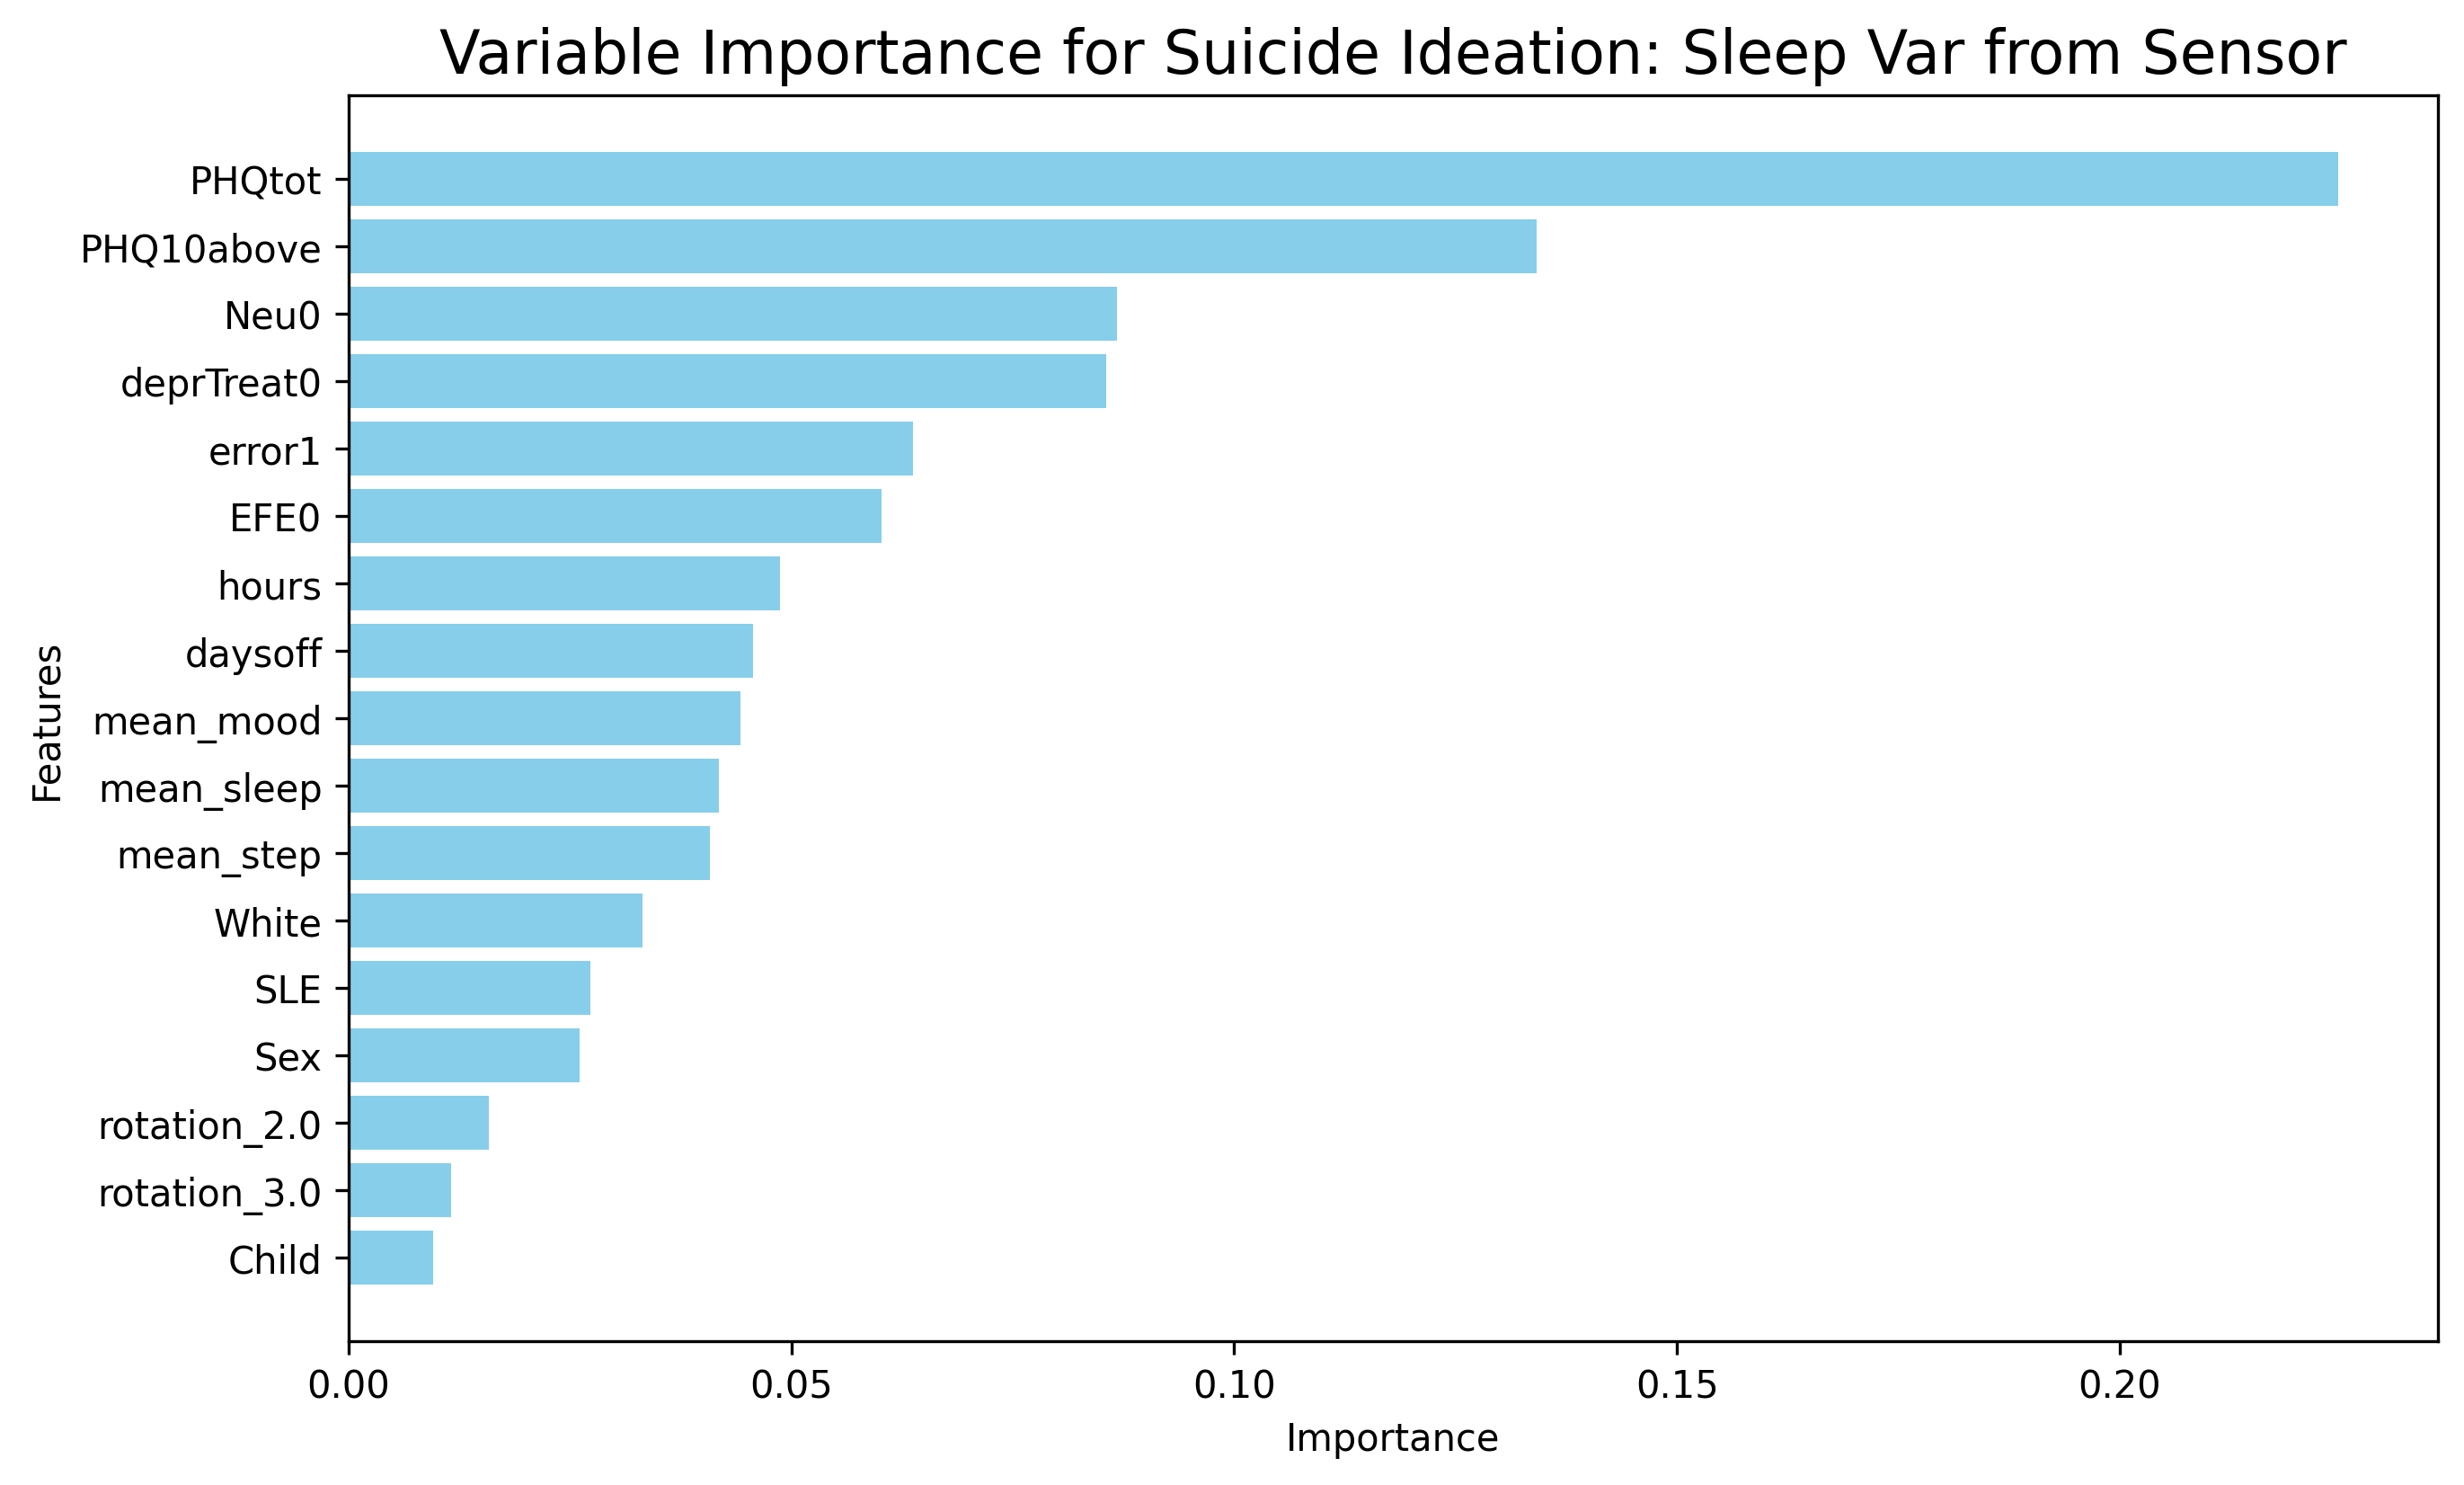 Variable Importance for Suicide Ideation: Sleep Var from Sensor
PHQtot
PHQ10above
Neu0
deprTreat0
error1
EFE0
hours
daysoff
mean_mood
mean_sleep
mean_step
White
SLE
Sex
rotation_2.0
rotation_3.0
Child
Features
0.00 0.05 0.10 0.15 0.20
Importance